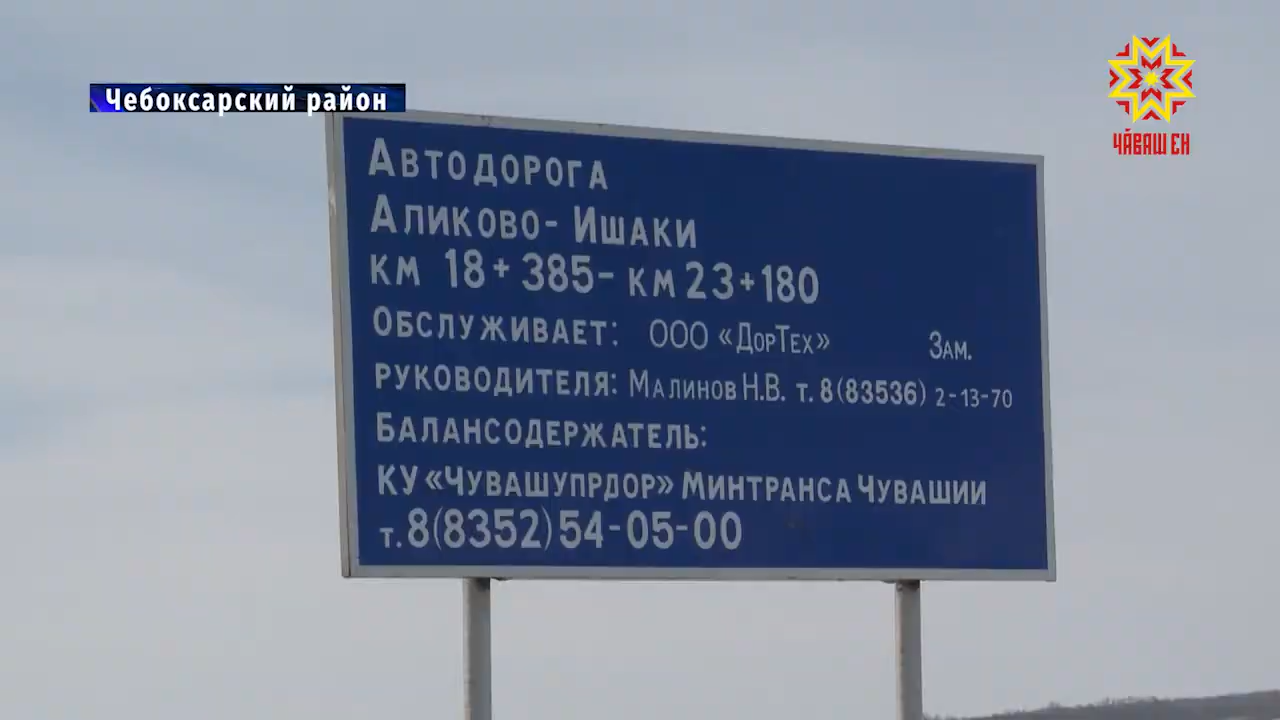 Чебоксарский район
ЧӐВАШ ЕН
АВТОДОРОГА
АЛИКОВО- ИШАКИ
КМ 18+385- КМ 23+180
ОБСЛУЖИВАЕТ: ООО «ДОРТЕХ» ЗАМ.
РУКОВОДИТЕЛЯ: МАЛИНОВ Н.В. т. 8(83536) 2-13-70
БАЛАНСОДЕРЖАТЕЛЬ:
КУ «ЧУВАШУПРДОР» МИНТРАНСА ЧУВАШИИ
т.8(8352)54-05-00